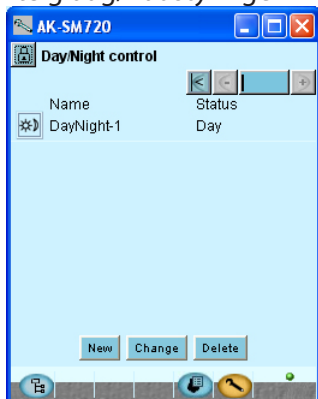 AK-SM720
Day/Night control
Name Status
DayNight-1 Day
New Change Delete